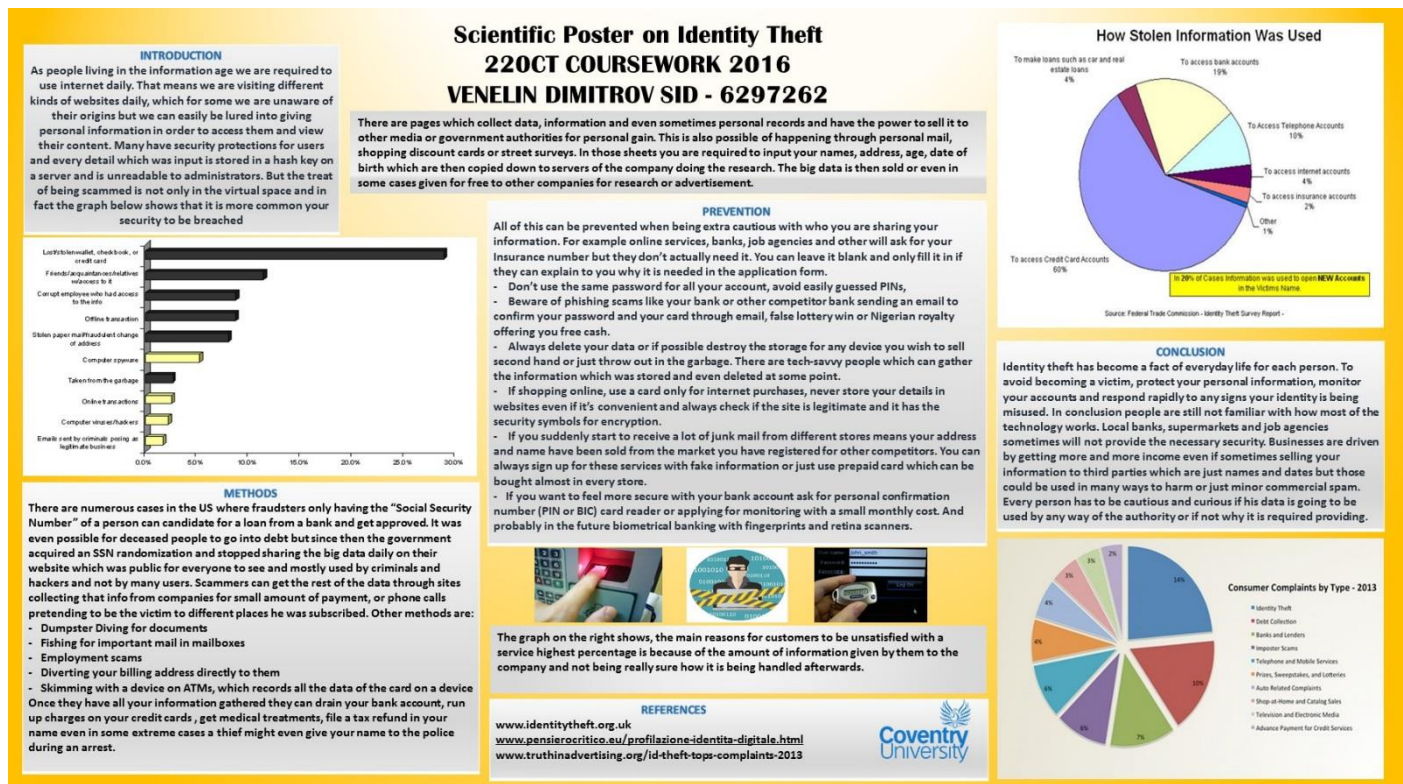 Scientific Poster on Identity Theft
220CT COURSEWORK 2016
VENELIN DIMITROV SID - 6297262
INTRODUCTION
As people living in the information age we are required to
use internet daily. That means we are visiting different
kinds of websites daily, which for some we are unaware of
their origins but we can easily be lured into giving
personal information in order to access them and view
their content. Many have security protections for users
and every detail which was input is stored in a hash key on
a server and is unreadable to administrators. But the treat
of being scammed is not only in the virtual space and in
fact the graph below shows that it is more common your
security to be breached
Lost/stolen wallet, checkbook, or
credit card
Friends/acquaintances/relatives
w/access to it
Corrupt employee who had access
to the info
Offline transaction
Stolen paper mail/fraudulent change
of address
Computer spyware
Taken from the garbage
Online transactions
Computer viruses/hackers
Emails sent by criminals posing as
legitimate business
0.0% 5.0% 10.0% 15.0% 20.0% 25.0% 30.0%
METHODS
There are numerous cases in the US where fraudsters only having the “Social Security
Number” of a person can candidate for a loan from a bank and get approved. It was
even possible for deceased people to go into debt but since then the government
acquired an SSN randomization and stopped sharing the big data daily on their
website which was public for everyone to see and mostly used by criminals and
hackers and not by many users. Scammers can get the rest of the data through sites
collecting that info from companies for small amount of payment, or phone calls
pretending to be the victim to different places he was subscribed. Other methods are:
- Dumpster Diving for documents
- Fishing for important mail in mailboxes
- Employment scams
- Diverting your billing address directly to them
- Skimming with a device on ATMs, which records all the data of the card on a device
Once they have all your information gathered they can drain your bank account, run
up charges on your credit cards , get medical treatments, file a tax refund in your
name even in some extreme cases a thief might even give your name to the police
during an arrest.
There are pages which collect data, information and even sometimes personal records and have the power to sell it to
other media or government authorities for personal gain. This is also possible of happening through personal mail,
shopping discount cards or street surveys. In those sheets you are required to input your names, address, age, date of
birth which are then copied down to servers of the company doing the research. The big data is then sold or even in
some cases given for free to other companies for research or advertisement.
PREVENTION
All of this can be prevented when being extra cautious with who you are sharing your
information. For example online services, banks, job agencies and other will ask for your
Insurance number but they don’t actually need it. You can leave it blank and only fill it in if
they can explain to you why it is needed in the application form.
- Don’t use the same password for all your account, avoid easily guessed PINs,
- Beware of phishing scams like your bank or other competitor bank sending an email to
confirm your password and your card through email, false lottery win or Nigerian royalty
offering you free cash.
- Always delete your data or if possible destroy the storage for any device you wish to sell
second hand or just throw out in the garbage. There are tech-savvy people which can gather
the information which was stored and even deleted at some point.
- If shopping online, use a card only for internet purchases, never store your details in
websites even if it’s convenient and always check if the site is legitimate and it has the
security symbols for encryption.
- If you suddenly start to receive a lot of junk mail from different stores means your address
and name have been sold from the market you have registered for other competitors. You can
always sign up for these services with fake information or just use prepaid card which can be
bought almost in every store.
- If you want to feel more secure with your bank account ask for personal confirmation
number (PIN or BIC) card reader or applying for monitoring with a small monthly cost. And
probably in the future biometrical banking with fingerprints and retina scanners.
john_smith
The graph on the right shows, the main reasons for customers to be unsatisfied with a
service highest percentage is because of the amount of information given by them to the
company and not being really sure how it is being handled afterwards.
REFERENCES
www.identitytheft.org.uk
www.pensierocritico.eu/profilazione-identita-digitale.html
www.truthinadvertising.org/id-theft-tops-complaints-2013
Coventry
University
How Stolen Information Was Used
To make loans such as car and real
estate loans
4%
To access bank accounts
19%
To Access Telephone Accounts
10%
To access internet accounts
4%
To access insurance accounts
2%
Other
1%
To access Credit Card Accounts
60%
In 20% of Cases Information was used to open NEW Accounts
in the Victims Name.
Source: Federal Trade Commission - Identity Theft Survey Report -
CONCLUSION
Identity theft has become a fact of everyday life for each person. To
avoid becoming a victim, protect your personal information, monitor
your accounts and respond rapidly to any signs your identity is being
misused. In conclusion people are still not familiar with how most of the
technology works. Local banks, supermarkets and job agencies
sometimes will not provide the necessary security. Businesses are driven
by getting more and more income even if sometimes selling your
information to third parties which are just names and dates but those
could be used in many ways to harm or just minor commercial spam.
Every person has to be cautious and curious if his data is going to be
used by any way of the authority or if not why it is required providing.
Consumer Complaints by Type - 2013
14%
10%
7%
6%
6%
4%
4%
3%
3%
2%
Identity Theft
Debt Collection
Banks and Lenders
Imposter Scams
Telephone and Mobile Services
Prizes, Sweepstakes, and Lotteries
Auto Related Complaints
Shop-at-Home and Catalog Sales
Television and Electronic Media
Advance Payment for Credit Services